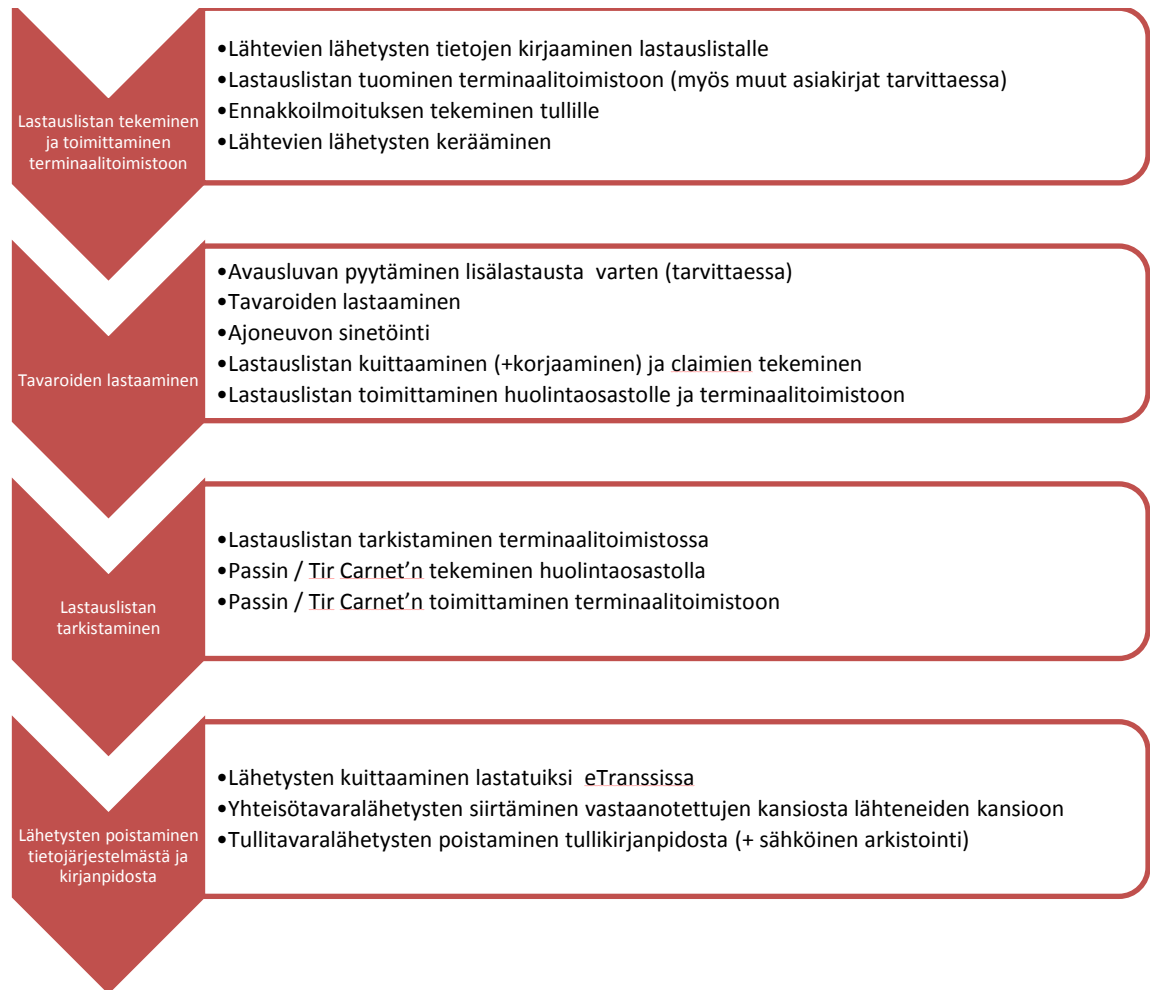 Lastauslistan tekeminen
ja toimittaminen
terminaalitoimistoon
•Lähtevien lähetysten tietojen kirjaaminen lastauslistalle
•Lastauslistan tuominen terminaalitoimistoon (myös muut asiakirjat tarvittaessa)
•Ennakkoilmoituksen tekeminen tullille
•Lähtevien lähetysten kerääminen
Tavaroiden lastaaminen
•Avausluvan pyytäminen lisälastausta varten (tarvittaessa)
•Tavaroiden lastaaminen
•Ajoneuvon sinetöinti
•Lastauslistan kuittaaminen (+korjaaminen) ja claimien tekeminen
•Lastauslistan toimittaminen huolintaosastolle ja terminaalitoimistoon
Lastauslistan
tarkistaminen
•Lastauslistan tarkistaminen terminaalitoimistossa
•Passin / Tir Carnet’n tekeminen huolintaosastolla
•Passin / Tir Carnet’n toimittaminen terminaalitoimistoon
Lähetysten poistaminen
tietojärjestelmästä ja
kirjanpidosta
•Lähetysten kuittaaminen lastatuiksi eTranssissa
•Yhteisötavaralähetysten siirtäminen vastaanotettujen kansiosta lähteneiden kansioon
•Tullitavaralähetysten poistaminen tullikirjanpidosta (+ sähköinen arkistointi)